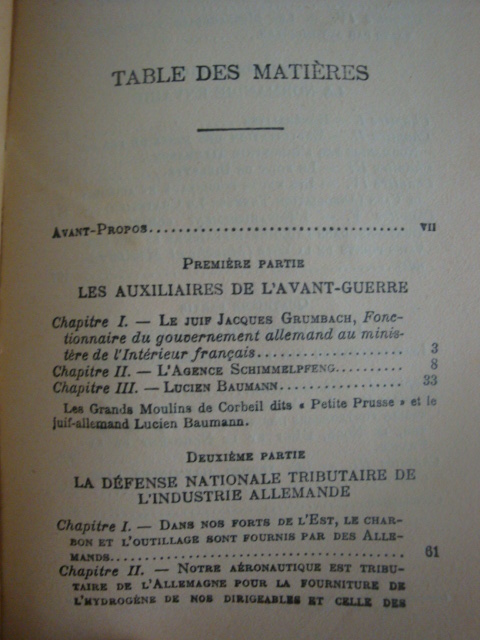 TABLE DES MATIÈRES
AVANT-PROPOS.................................... VII
PREMIÈRE PARTIE
LES AUXILIAIRES DE L'AVANT-GUERRE
Chapitre I. — LE JUIF JACQUES GRUMBACH, Fonc-
tionnaire du gouvernement allemand au minis-
tère de l'Intérieur français.................... 3
Chapitre II. — L'AGENCE SCHIMMELPFENG......... 8
Chapitre III. — LUCIEN BAUMANN................. 33
Les Grands Moulins de Corbeil dits « Petite Prusse » et le
juif-allemand Lucien Baumann.
DEUXIÈME PARTIE
LA DÉFENSE NATIONALE TRIBUTAIRE DE
L'INDUSTRIE ALLEMANDE
Chapitre I. — DANS NOS FORTS DE L'EST, LE CHAR-
BON ET L'OUTILLAGE SONT FOURNIS PAR DES ALLE-
MANDS.......................................... 61
Chapitre II. — NOTRE AÉRONAUTIQUE EST TRIBU-
TAIRE DE L'ALLEMAGNE POUR LA FOURNITURE DE
L'HYDROGÈNE DE NOS DIRIGEABLES ET CELLE DES